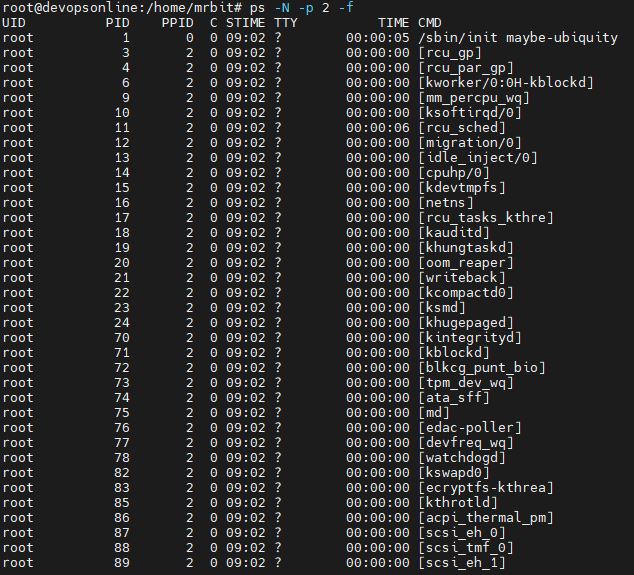 root@devopsonline:/home/mrbit# ps -N -p 2 -f
UID PID PPID C STIME TTY TIME CMD
root 1 0 0 09:02 ? 00:00:05 /sbin/init maybe-ubiquity
root 3 2 0 09:02 ? 00:00:00 [rcu_gp]
root 4 2 0 09:02 ? 00:00:00 [rcu_par_gp]
root 6 2 0 09:02 ? 00:00:00 [kworker/0:0H-kblockd]
root 9 2 0 09:02 ? 00:00:00 [mm_percpu_wq]
root 10 2 0 09:02 ? 00:00:00 [ksoftirqd/0]
root 11 2 0 09:02 ? 00:00:06 [rcu_sched]
root 12 2 0 09:02 ? 00:00:00 [migration/0]
root 13 2 0 09:02 ? 00:00:00 [idle_inject/0]
root 14 2 0 09:02 ? 00:00:00 [cpuhp/0]
root 15 2 0 09:02 ? 00:00:00 [kdevtmpfs]
root 16 2 0 09:02 ? 00:00:00 [netns]
root 17 2 0 09:02 ? 00:00:00 [rcu_tasks_kthre]
root 18 2 0 09:02 ? 00:00:00 [kauditd]
root 19 2 0 09:02 ? 00:00:00 [khungtaskd]
root 20 2 0 09:02 ? 00:00:00 [oom_reaper]
root 21 2 0 09:02 ? 00:00:00 [writeback]
root 22 2 0 09:02 ? 00:00:00 [kcompactd0]
root 23 2 0 09:02 ? 00:00:00 [ksmd]
root 24 2 0 09:02 ? 00:00:00 [khugepaged]
root 70 2 0 09:02 ? 00:00:00 [kintegrityd]
root 71 2 0 09:02 ? 00:00:00 [kblockd]
root 72 2 0 09:02 ? 00:00:00 [blkcg_punt_bio]
root 73 2 0 09:02 ? 00:00:00 [tpm_dev_wq]
root 74 2 0 09:02 ? 00:00:00 [ata_sff]
root 75 2 0 09:02 ? 00:00:00 [md]
root 76 2 0 09:02 ? 00:00:00 [edac-poller]
root 77 2 0 09:02 ? 00:00:00 [devfreq_wq]
root 78 2 0 09:02 ? 00:00:00 [watchdogd]
root 82 2 0 09:02 ? 00:00:00 [kswapd0]
root 83 2 0 09:02 ? 00:00:00 [ecryptfs-kthrea]
root 85 2 0 09:02 ? 00:00:00 [kthrotld]
root 86 2 0 09:02 ? 00:00:00 [acpi_thermal_pm]
root 87 2 0 09:02 ? 00:00:00 [scsi_eh_0]
root 88 2 0 09:02 ? 00:00:00 [scsi_tmf_0]
root 89 2 0 09:02 ? 00:00:00 [scsi_eh_1]